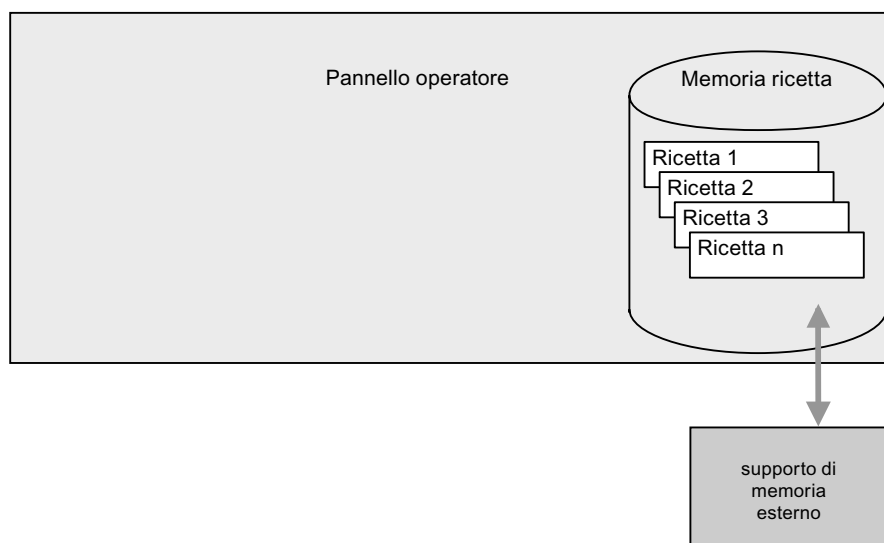 Pannello operatore
Memoria ricetta
Ricetta 1
Ricetta 2
Ricetta 3
Ricetta n
supporto di
memoria
esterno